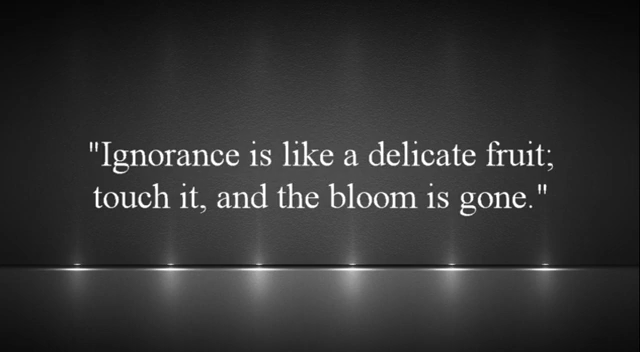 "Ignorance is like a delicate fruit;
touch it, and the bloom is gone."